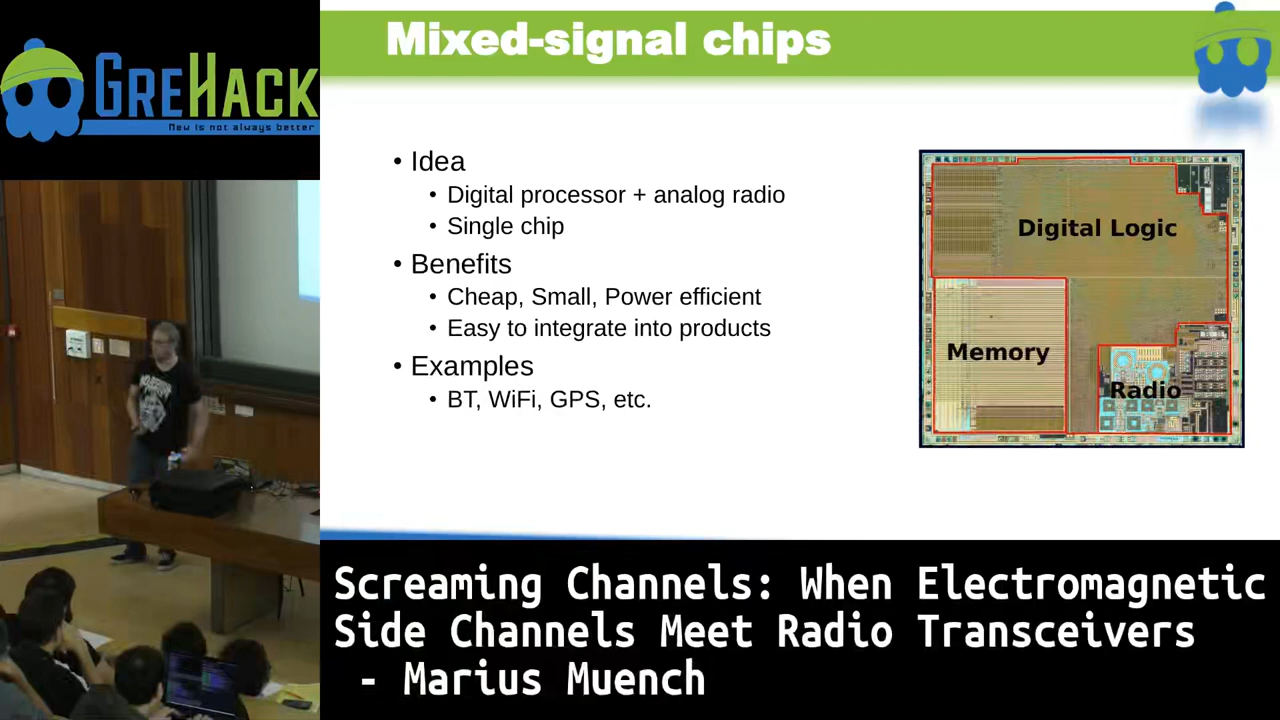 GREHACK
New is not always better
Mixed-signal chips
• Idea
• Digital processor + analog radio
• Single chip
• Benefits
• Cheap, Small, Power efficient
• Easy to integrate into products
• Examples
• BT, WiFi, GPS, etc.
Digital Logic
Memory
Radio
Screaming Channels: When Electromagnetic
Side Channels Meet Radio Transceivers
- Marius Muench